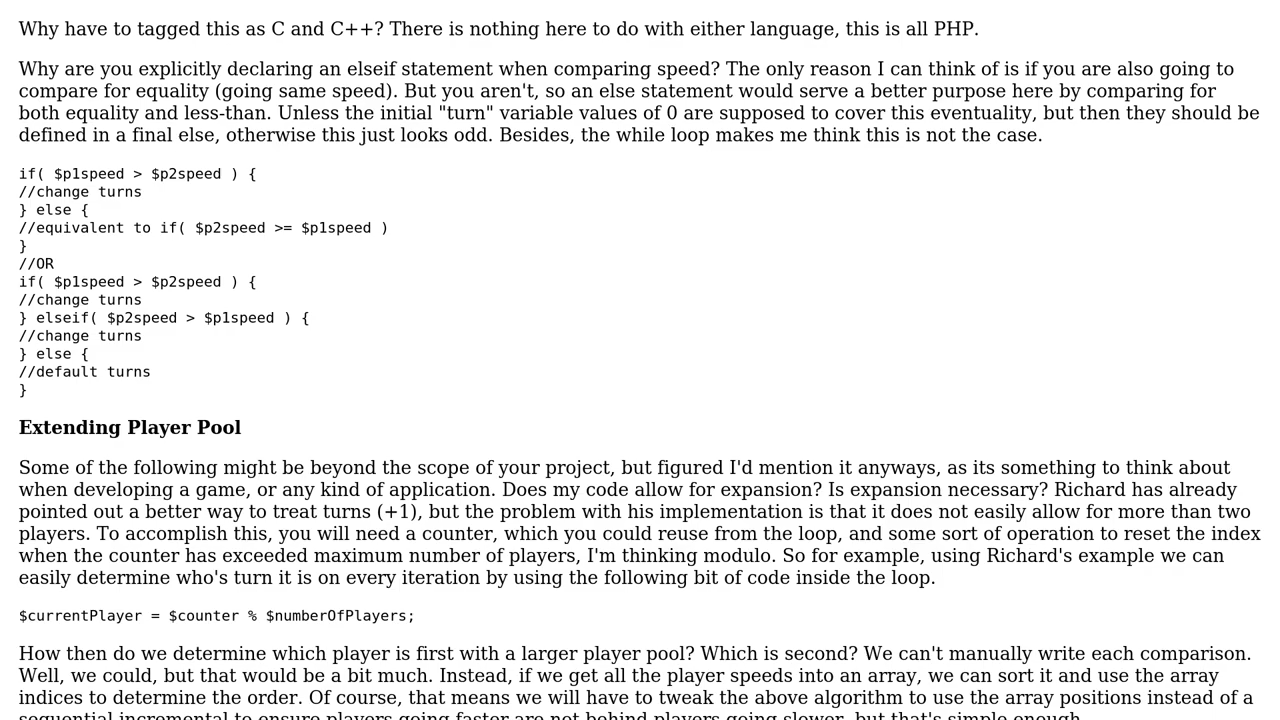 Why have to tagged this as C and C++? There is nothing here to do with either language, this is all PHP.
Why are you explicitly declaring an elseif statement when comparing speed? The only reason I can think of is if you are also going to
compare for equality (going same speed). But you aren't, so an else statement would serve a better purpose here by comparing for
both equality and less-than. Unless the initial "turn" variable values of 0 are supposed to cover this eventuality, but then they should be
defined in a final else, otherwise this just looks odd. Besides, the while loop makes me think this is not the case.
if( $p1speed > $p2speed ) {
//change turns
} else {
//equivalent to if( $p2speed >= $p1speed )
}
//OR
if( $p1speed > $p2speed ) {
//change turns
} elseif( $p2speed > $p1speed ) {
//change turns
} else {
//default turns
}
Extending Player Pool
Some of the following might be beyond the scope of your project, but figured I'd mention it anyways, as its something to think about
when developing a game, or any kind of application. Does my code allow for expansion? Is expansion necessary? Richard has already
pointed out a better way to treat turns (+1), but the problem with his implementation is that it does not easily allow for more than two
players. To accomplish this, you will need a counter, which you could reuse from the loop, and some sort of operation to reset the index
when the counter has exceeded maximum number of players, I'm thinking modulo. So for example, using Richard's example we can
easily determine who's turn it is on every iteration by using the following bit of code inside the loop.
$currentPlayer = $counter % $numberOfPlayers;
How then do we determine which player is first with a larger player pool? Which is second? We can't manually write each comparison.
Well, we could, but that would be a bit much. Instead, if we get all the player speeds into an array, we can sort it and use the array
indices to determine the order. Of course, that means we will have to tweak the above algorithm to use the array positions instead of a
sequential incremental to ensure players going faster are not behind players going slower, but that's simple enough.